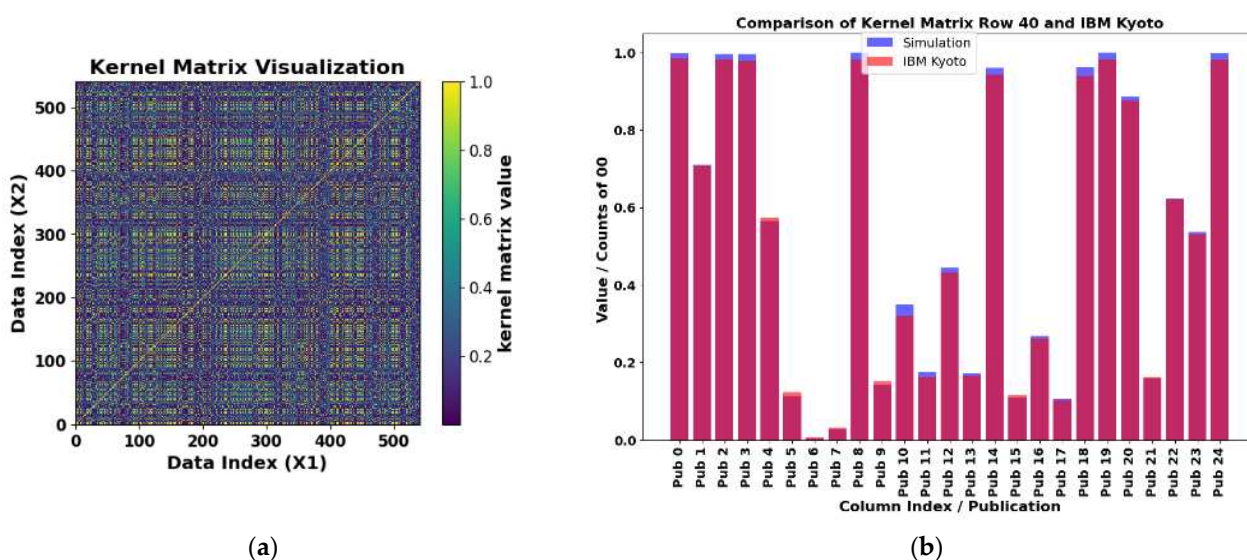 Kernel Matrix Visualization
500
400
300
200
100
0
Data Index (X2)
0 100 200 300 400 500
Data Index (X1)
1.0
0.8
0.6
0.4
0.2
kernel matrix value
(a)
Comparison of Kernel Matrix Row 40 and IBM Kyoto
Simulation
IBM Kyoto
1.0
0.8
0.6
0.4
0.2
0.0
Value / Counts of 00
Pub 0
Pub 1
Pub 2
Pub 3
Pub 4
Pub 5
Pub 6
Pub 7
Pub 8
Pub 9
Pub 10
Pub 11
Pub 12
Pub 13
Pub 14
Pub 15
Pub 16
Pub 17
Pub 18
Pub 19
Pub 20
Pub 21
Pub 22
Pub 23
Pub 24
Column Index / Publication
(b)